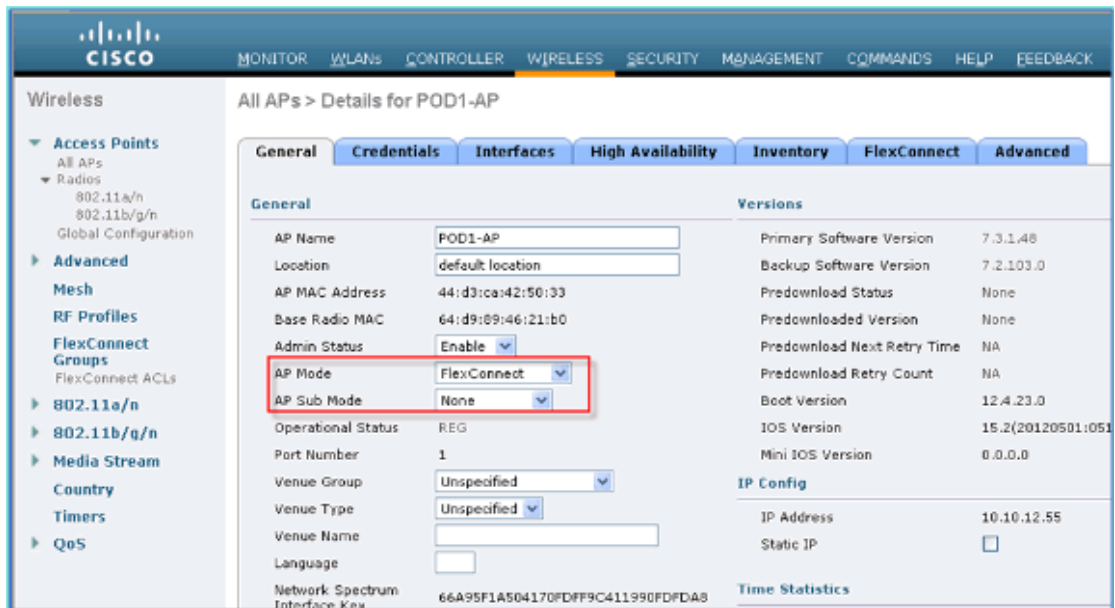 CISCO
MONITOR WLANs CONTROLLER WIRELESS SECURITY MANAGEMENT COMMANDS HELP FEEDBACK
Wireless
Access Points
All APs
Radios
802.11a/n
802.11b/g/n
Global Configuration
Advanced
Mesh
RF Profiles
FlexConnect
Groups
FlexConnect ACLs
802.11a/n
802.11b/g/n
Media Stream
Country
Timers
QoS
All APs > Details for POD1-AP
General Credentials Interfaces High Availability Inventory FlexConnect Advanced
General
AP Name POD1-AP
Location default location
AP MAC Address 44:d3:ca:42:50:33
Base Radio MAC 64:d9:89:46:21:b0
Admin Status Enable
AP Mode FlexConnect
AP Sub Mode None
Operational Status REG
Port Number 1
Venue Group Unspecified
Venue Type Unspecified
Venue Name
Language
Network Spectrum
Interface Key 66A95F1A504170FDFF9C411990FDFDA8
Versions
Primary Software Version 7.3.1.48
Backup Software Version 7.2.103.0
Predownload Status None
Predownloaded Version None
Predownload Next Retry Time NA
Predownload Retry Count NA
Boot Version 12.4.23.0
IOS Version 15.2(20120501:051
Mini IOS Version 0.0.0.0
IP Config
IP Address 10.10.12.55
Static IP
Time Statistics